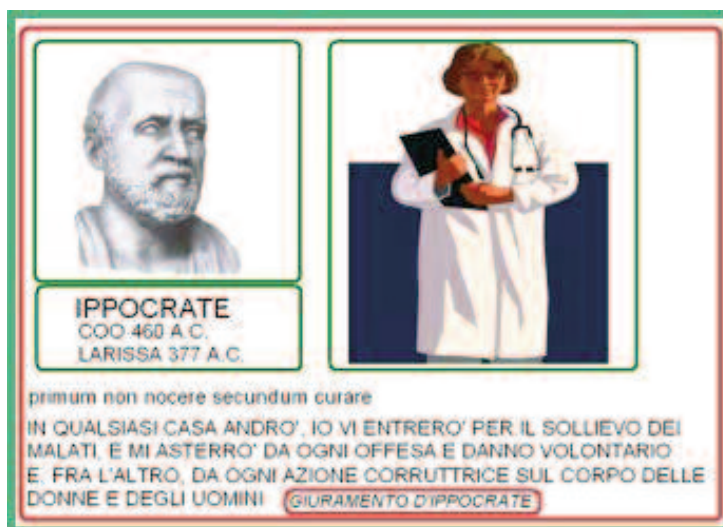 IPPOCRATE
COO 460 A.C.
LARISSA 377 A.C.
primum non nocere secundum curare
IN QUALSIASI CASA ANDRO', IO VI ENTRERO' PER IL SOLLIEVO DEI
MALATI, E MI ASTERRO' DA OGNI OFFESA E DANNO VOLONTARIO
E, FRA L'ALTRO, DA OGNI AZIONE CORRUTTRICE SUL CORPO DELLE
DONNE E DEGLI UOMINI GIURAMENTO D'IPPOCRATE